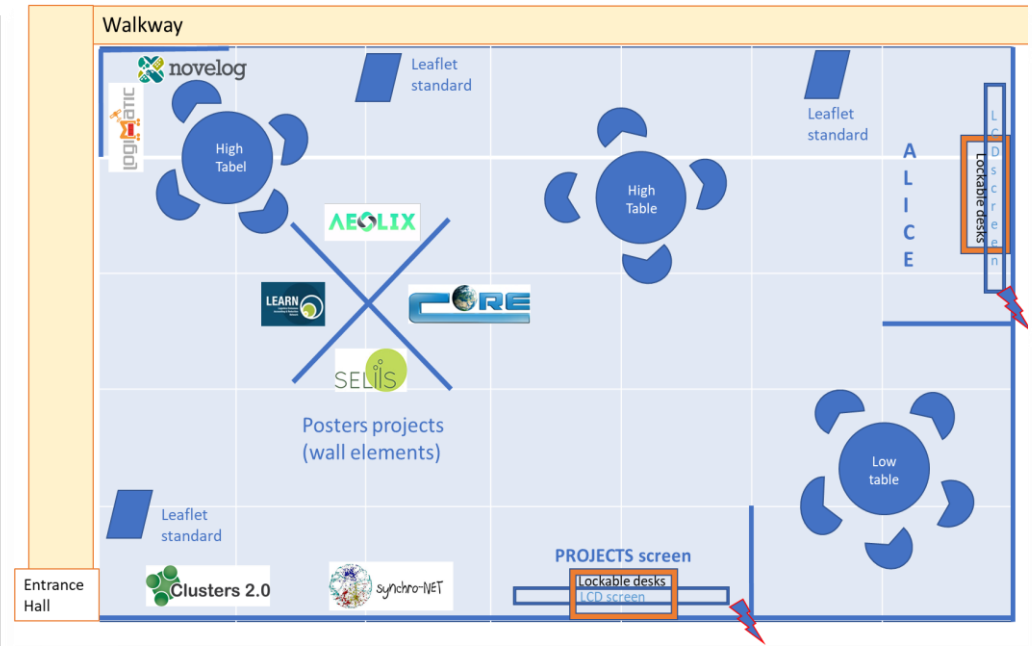 Walkway
novelog
LOGIMATIC
Leaflet
standard
Leaflet
standard
High
Tabel
High
Table
ALICE
LCD screen
Lockable desks
AEOLIX
LEARN
CORE
SELIS
Posters projects
(wall elements)
Low
table
Leaflet
standard
PROJECTS screen
Lockable desks
LCD screen
Entrance
Hall
Clusters 2.0
synchro-NET